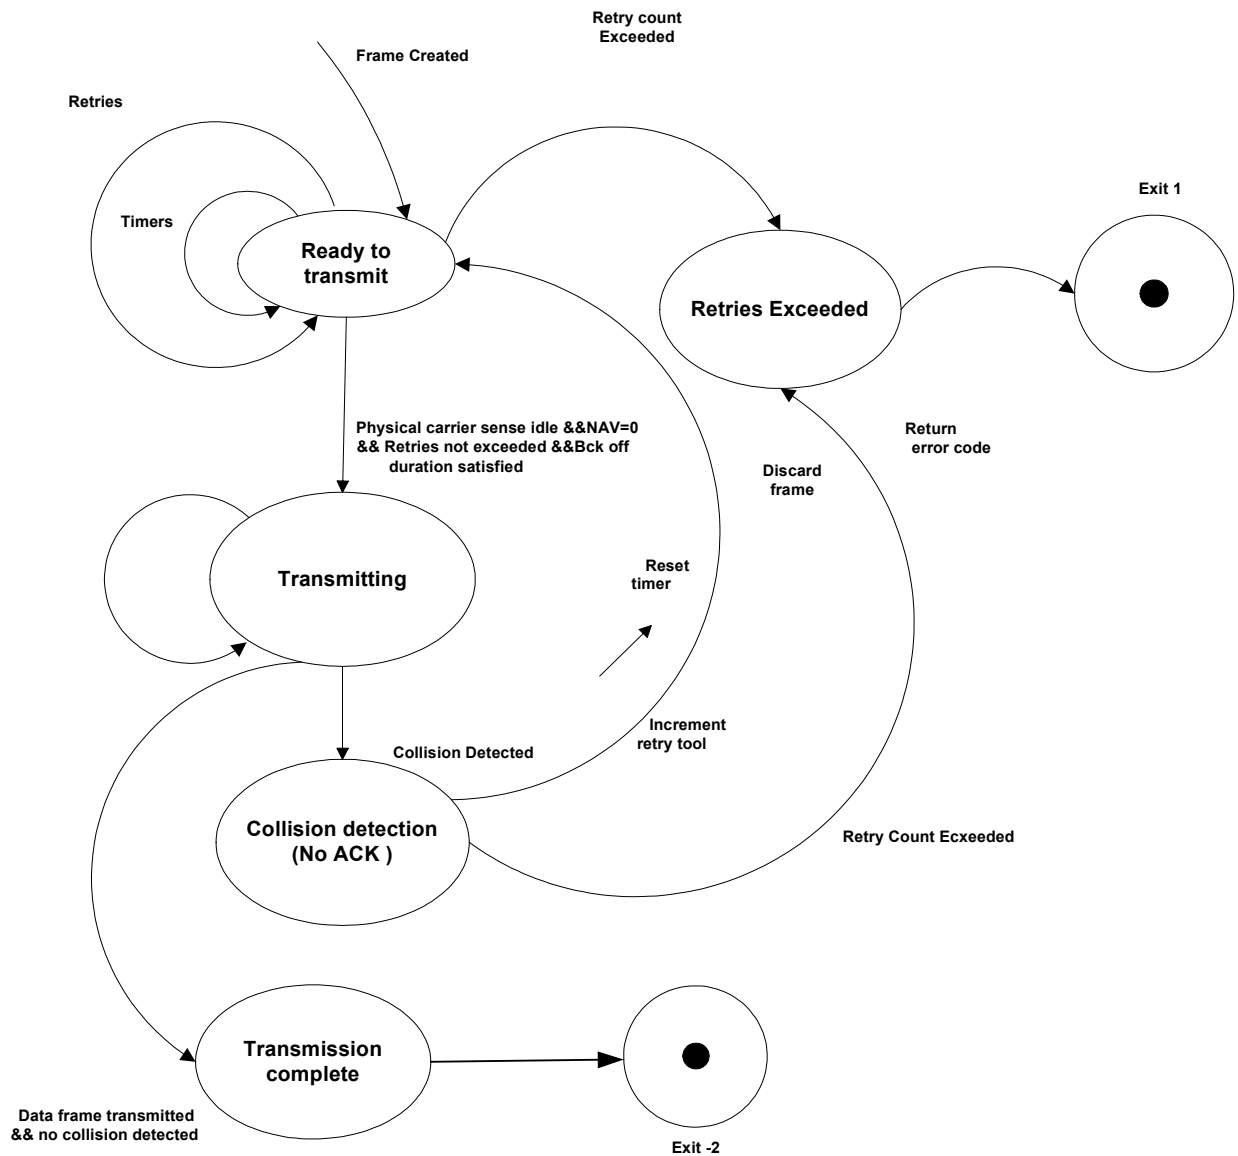 Retry count
Exceeded
Frame Created
Retries
Exit 1
Timers
Ready to
transmit
Retries Exceeded
Physical carrier sense idle &&NAV=0
&& Retries not exceeded &&Bck off
duration satisfied
Return
error code
Discard
frame
Transmitting
Reset
timer
Increment
retry tool
Collision Detected
Collision detection
(No ACK )
Retry Count Ecxeeded
Transmission
complete
Data frame transmitted
&& no collision detected
Exit -2